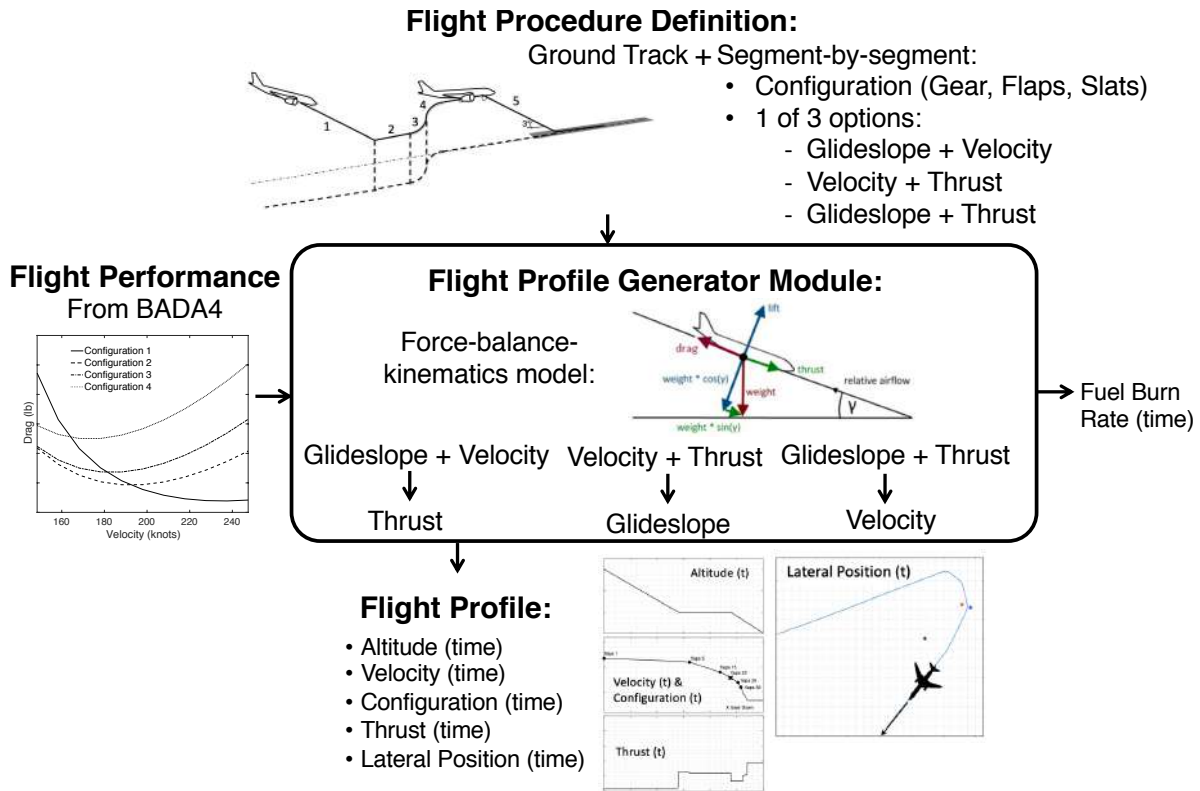 Flight Procedure Definition:
Ground Track + Segment-by-segment:
• Configuration (Gear, Flaps, Slats)
• 1 of 3 options:
- Glideslope + Velocity
- Velocity + Thrust
- Glideslope + Thrust
1
2
3
4
5
3°
Flight Performance
From BADA4
Configuration 1
Configuration 2
Configuration 3
Configuration 4
Drag (lb)
160 180 200 220 240
Velocity (knots)
Flight Profile Generator Module:
Force-balance-
kinematics model:
lift
drag
thrust
weight * cos(γ)
weight
relative airflow
γ
weight * sin(γ)
Glideslope + Velocity
Thrust
Velocity + Thrust
Glideslope
Glideslope + Thrust
Velocity
Fuel Burn
Rate (time)
Flight Profile:
• Altitude (time)
• Velocity (time)
• Configuration (time)
• Thrust (time)
• Lateral Position (time)
Altitude (t)
Flaps 1
Flaps 5
Velocity (t) &
Configuration (t)
Thrust (t)
Lateral Position (t)